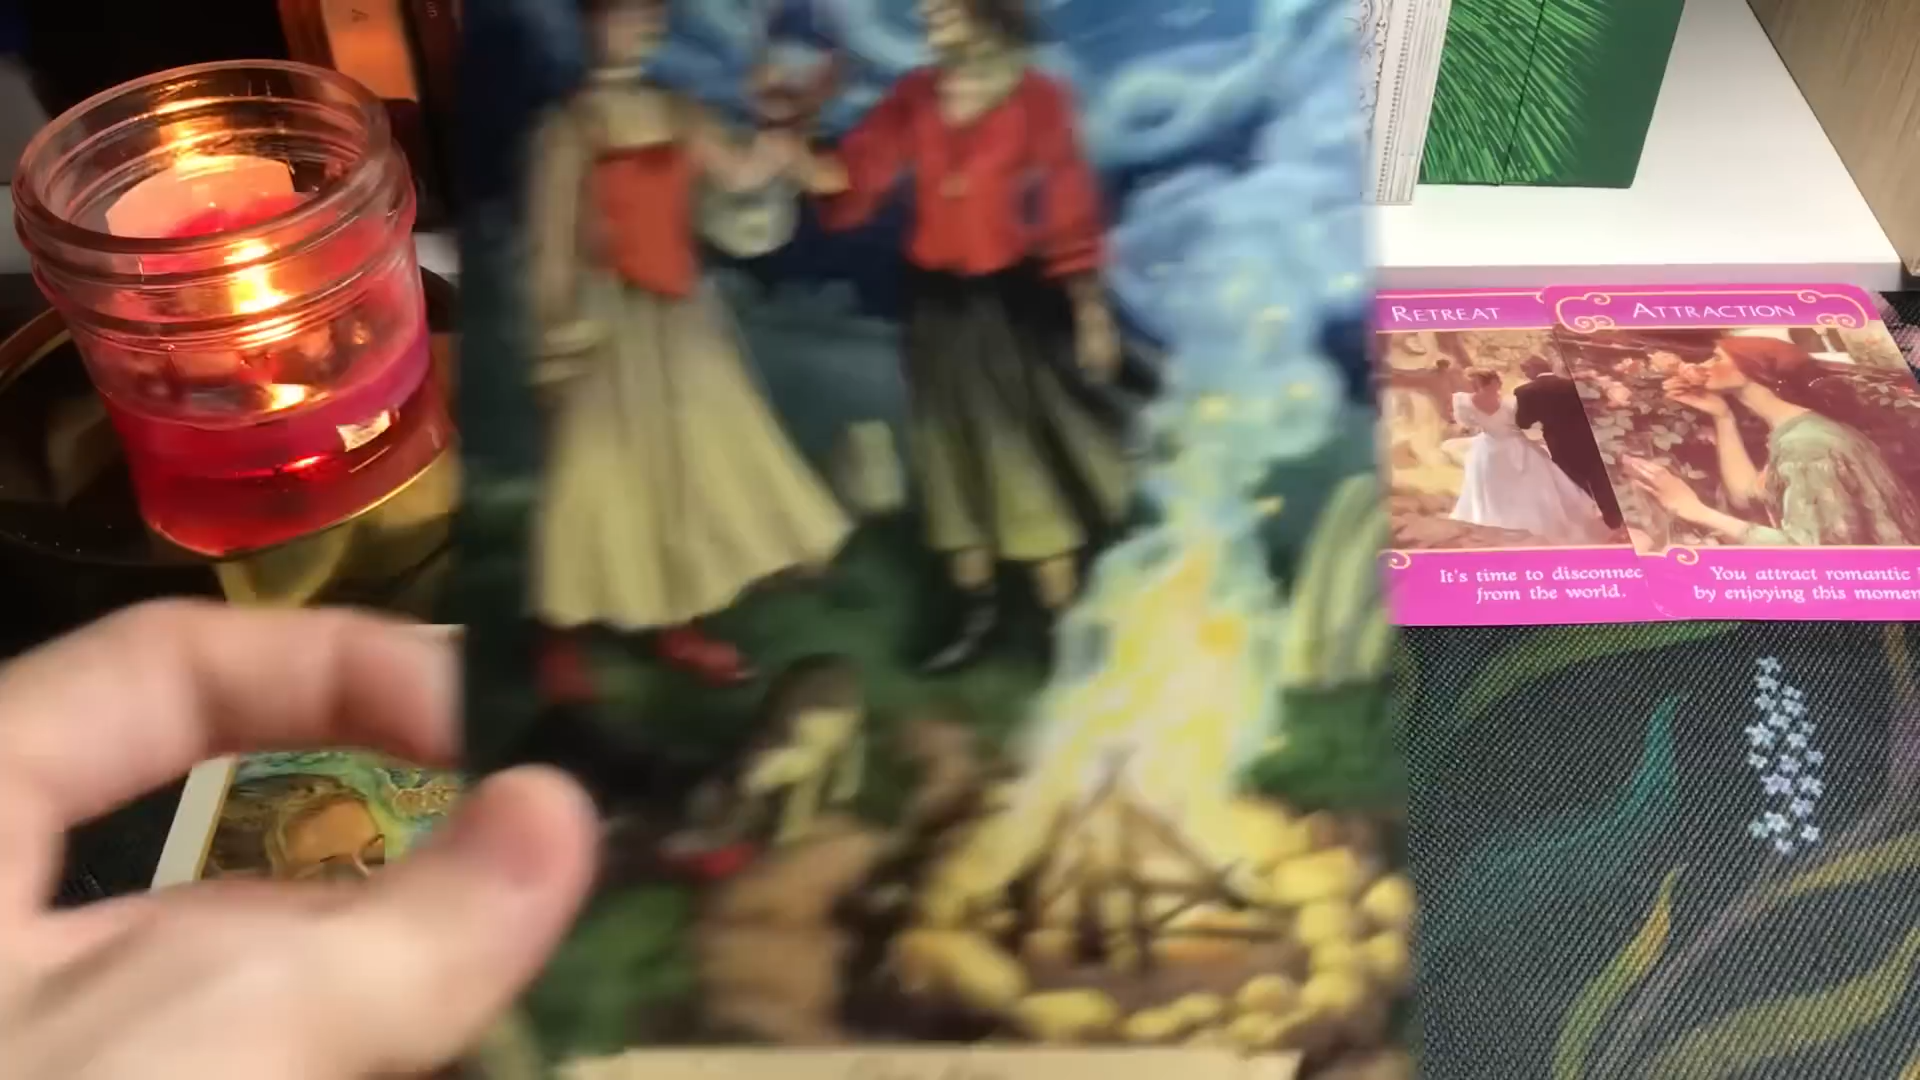 RETREAT
ATTRACTION
It's time to disconnec
from the world.
You attract romantic
by enjoying this momen